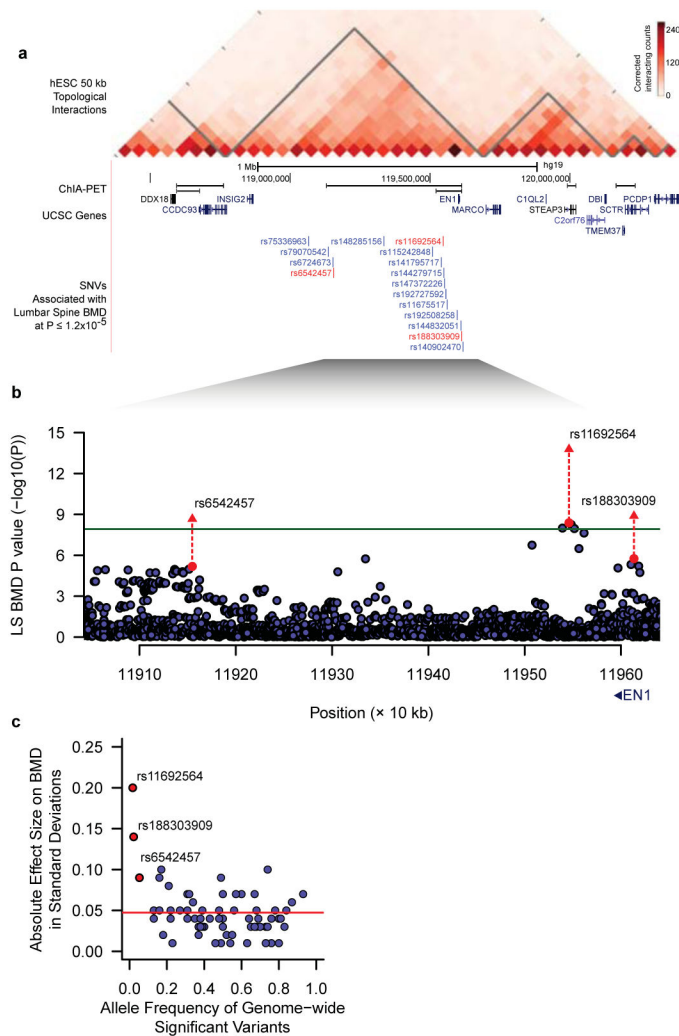 a
hESC 50 kb
Topological
Interactions
Corrected
interacting counts
260
0
1 Mb
hg19
119,000,000
119,500,000
120,000,000
ChIA-PET
DDX18
INSIG2
EN1
C1QL2
DBI
PCDP1
UCSC Genes
CCDC93
MARCO
STEAP3
SCTR
C2orf76
TMEM37
SNVs
Associated with
Lumbar Spine BMD
at P ≤ 1.2x10-5
rs75336963
rs148285156
rs11692564
rs79070542
rs115242848
rs6724673
rs141795717
rs6542457
rs144279715
rs147372226
rs192727592
rs11675517
rs192508258
rs144832051
rs188303909
rs140902470
b
LS BMD P value (−log10(P))
15
12
9
6
3
0
rs6542457
rs11692564
rs188303909
11910
11920
11930
11940
11950
11960
EN1
Position (× 10 kb)
c
Absolute Effect Size on BMD
in Standard Deviations
0.25
0.20
0.15
0.10
0.05
0.00
rs11692564
rs188303909
rs6542457
0.0
0.2
0.4
0.6
0.8
1.0
Allele Frequency of Genome−wide
Significant Variants